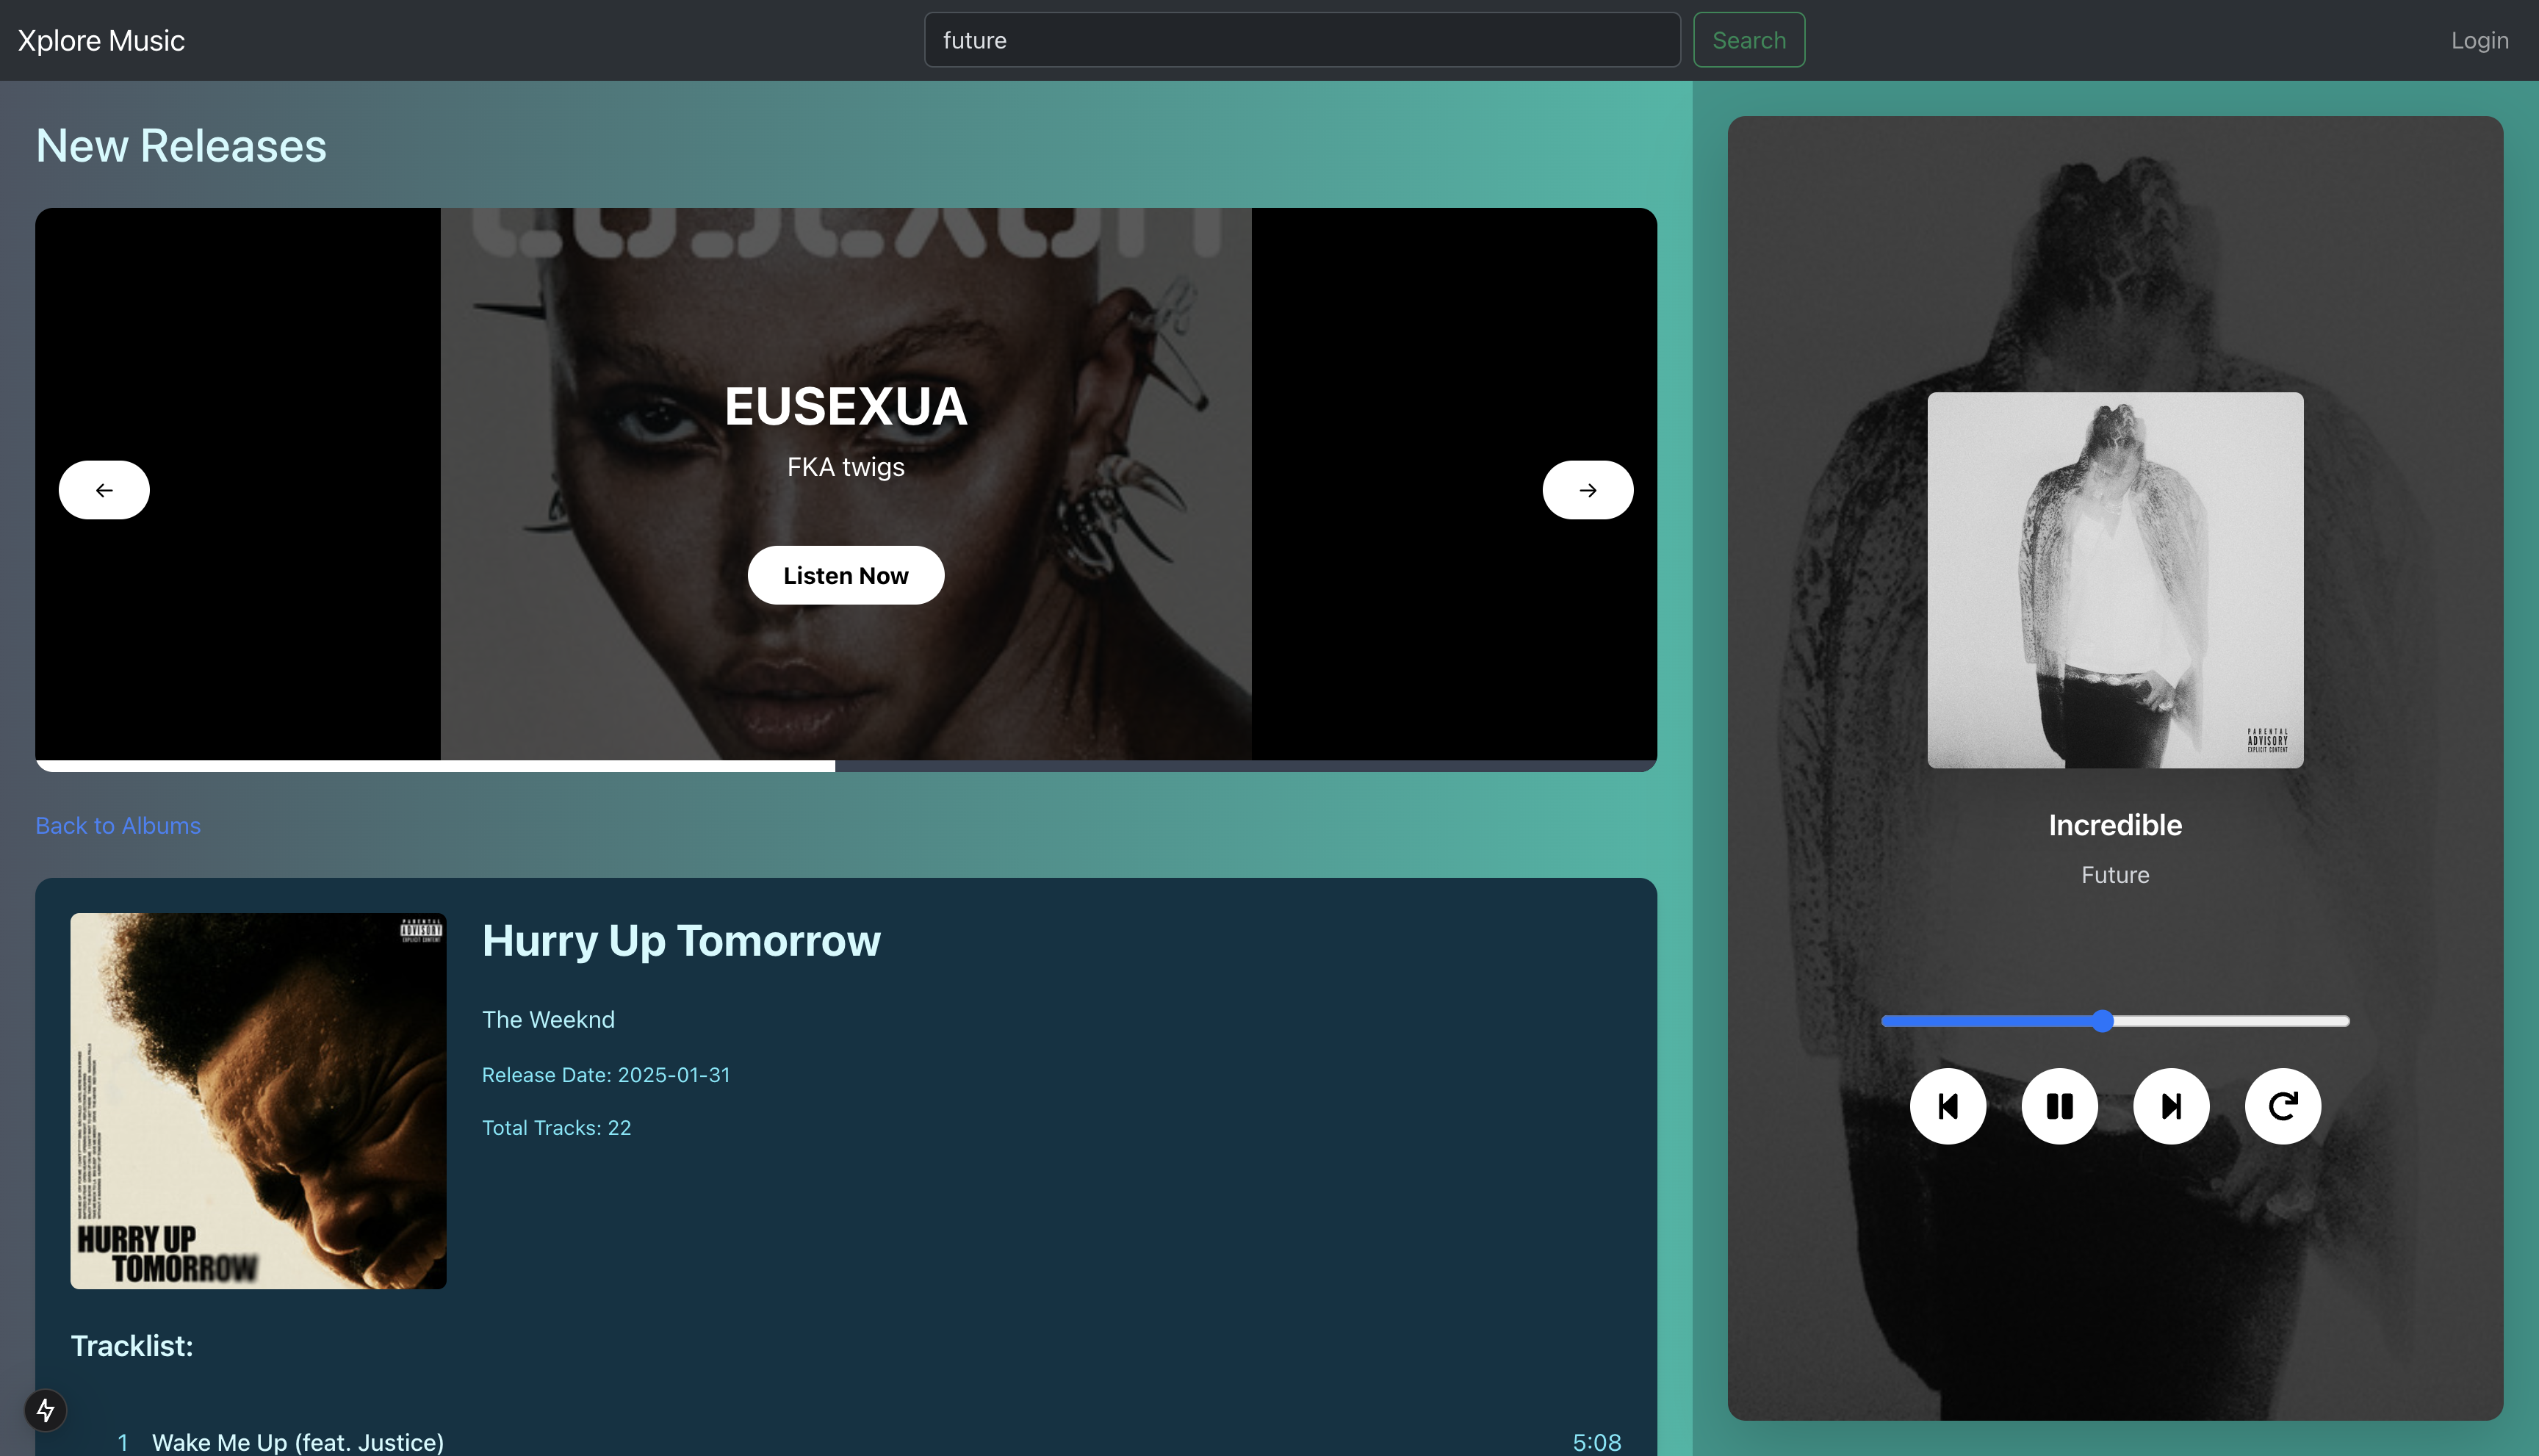 Xplore Music
future
Search
Login
New Releases
EUSEXUA
EUSEXUA
FKA twigs
Listen Now
Back to Albums
PARENTAL
ADVISORY
EXPLICIT CONTENT
Hurry Up Tomorrow
The Weeknd
Release Date: 2025-01-31
Total Tracks: 22
HURRY UP
TOMORROW
Tracklist:
1 Wake Me Up (feat. Justice) 5:08
PARENTAL
ADVISORY
EXPLICIT CONTENT
Incredible
Future